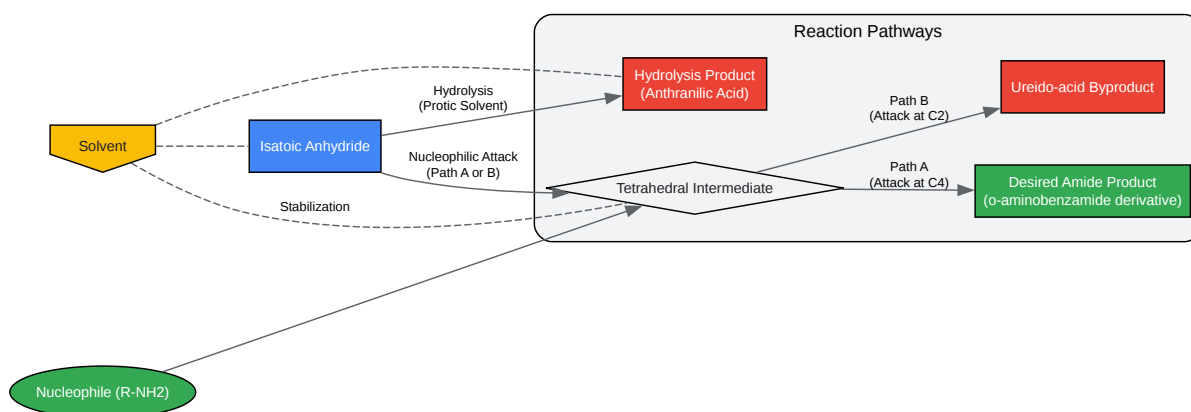 Reaction Pathways
Hydrolysis Product
(Anthranilic Acid)
Ureido-acid Byproduct
Hydrolysis
(Protic Solvent)
Path B
(Attack at C2)
Solvent
Isatoic Anhydride
Nucleophilic Attack
(Path A or B)
Tetrahedral Intermediate
Path A
(Attack at C4)
Desired Amide Product
(o-aminobenzamide derivative)
Stabilization
Nucleophile (R-NH2)